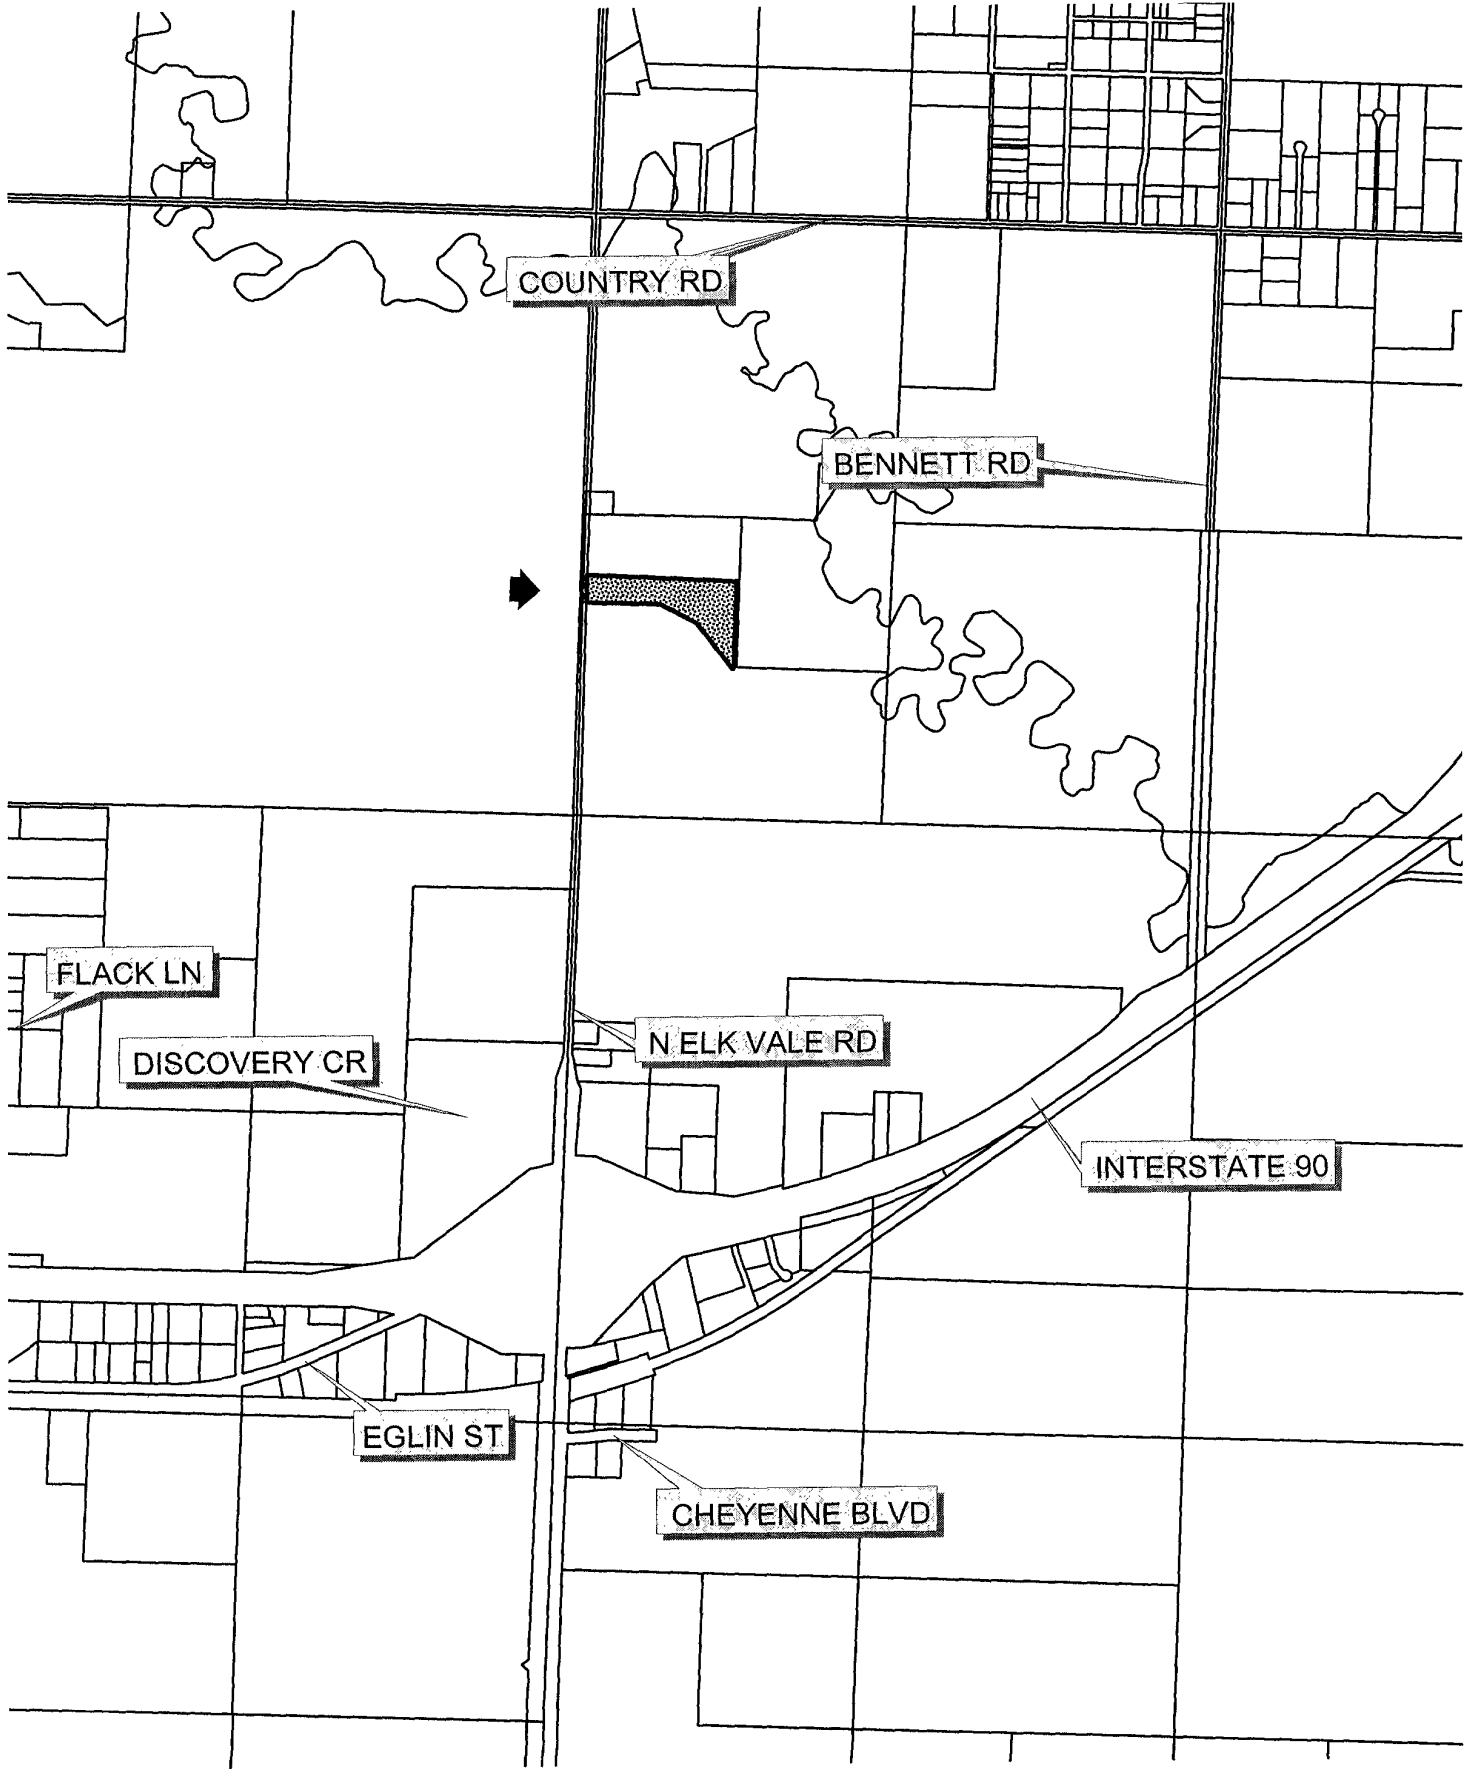 COUNTRY RD
BENNETT RD
FLACK LN
N ELK VALE RD
DISCOVERY CR
INTERSTATE 90
EGLIN ST
CHEYENNE BLVD